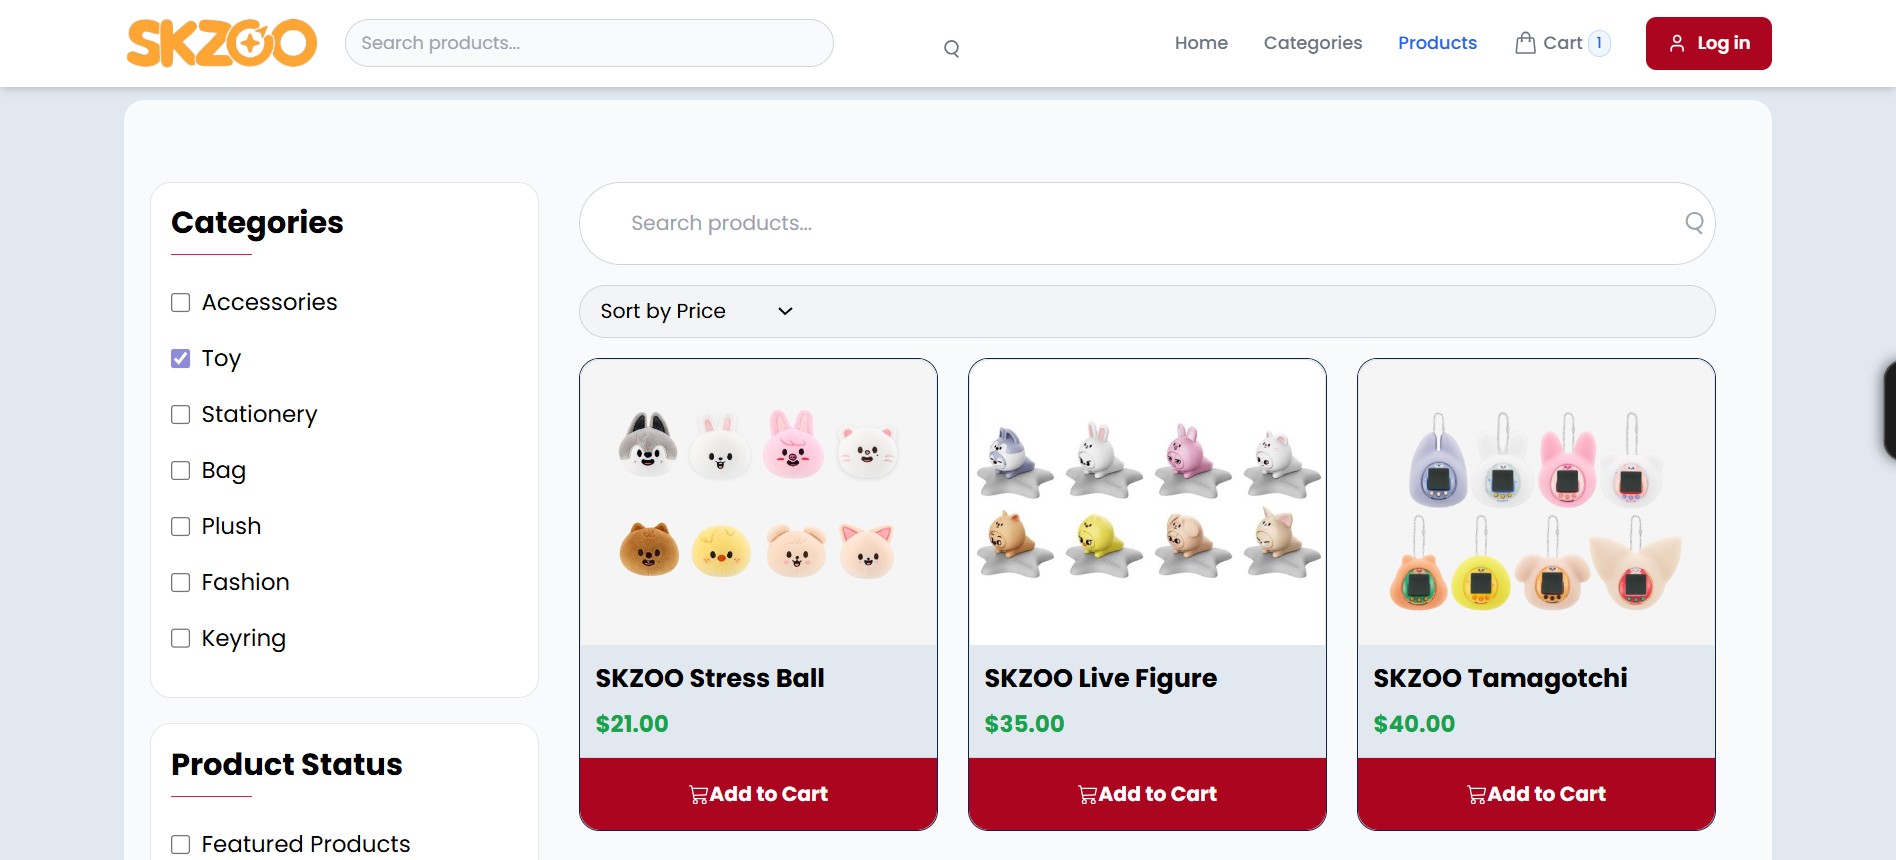 SKZOO
Search products...
Home
Categories
Products
Cart 1
Log in
Categories
Accessories
Toy
Stationery
Bag
Plush
Fashion
Keyring
Product Status
Featured Products
Search products...
Sort by Price
SKZOO Stress Ball
$21.00
Add to Cart
SKZOO Live Figure
$35.00
Add to Cart
SKZOO Tamagotchi
$40.00
Add to Cart